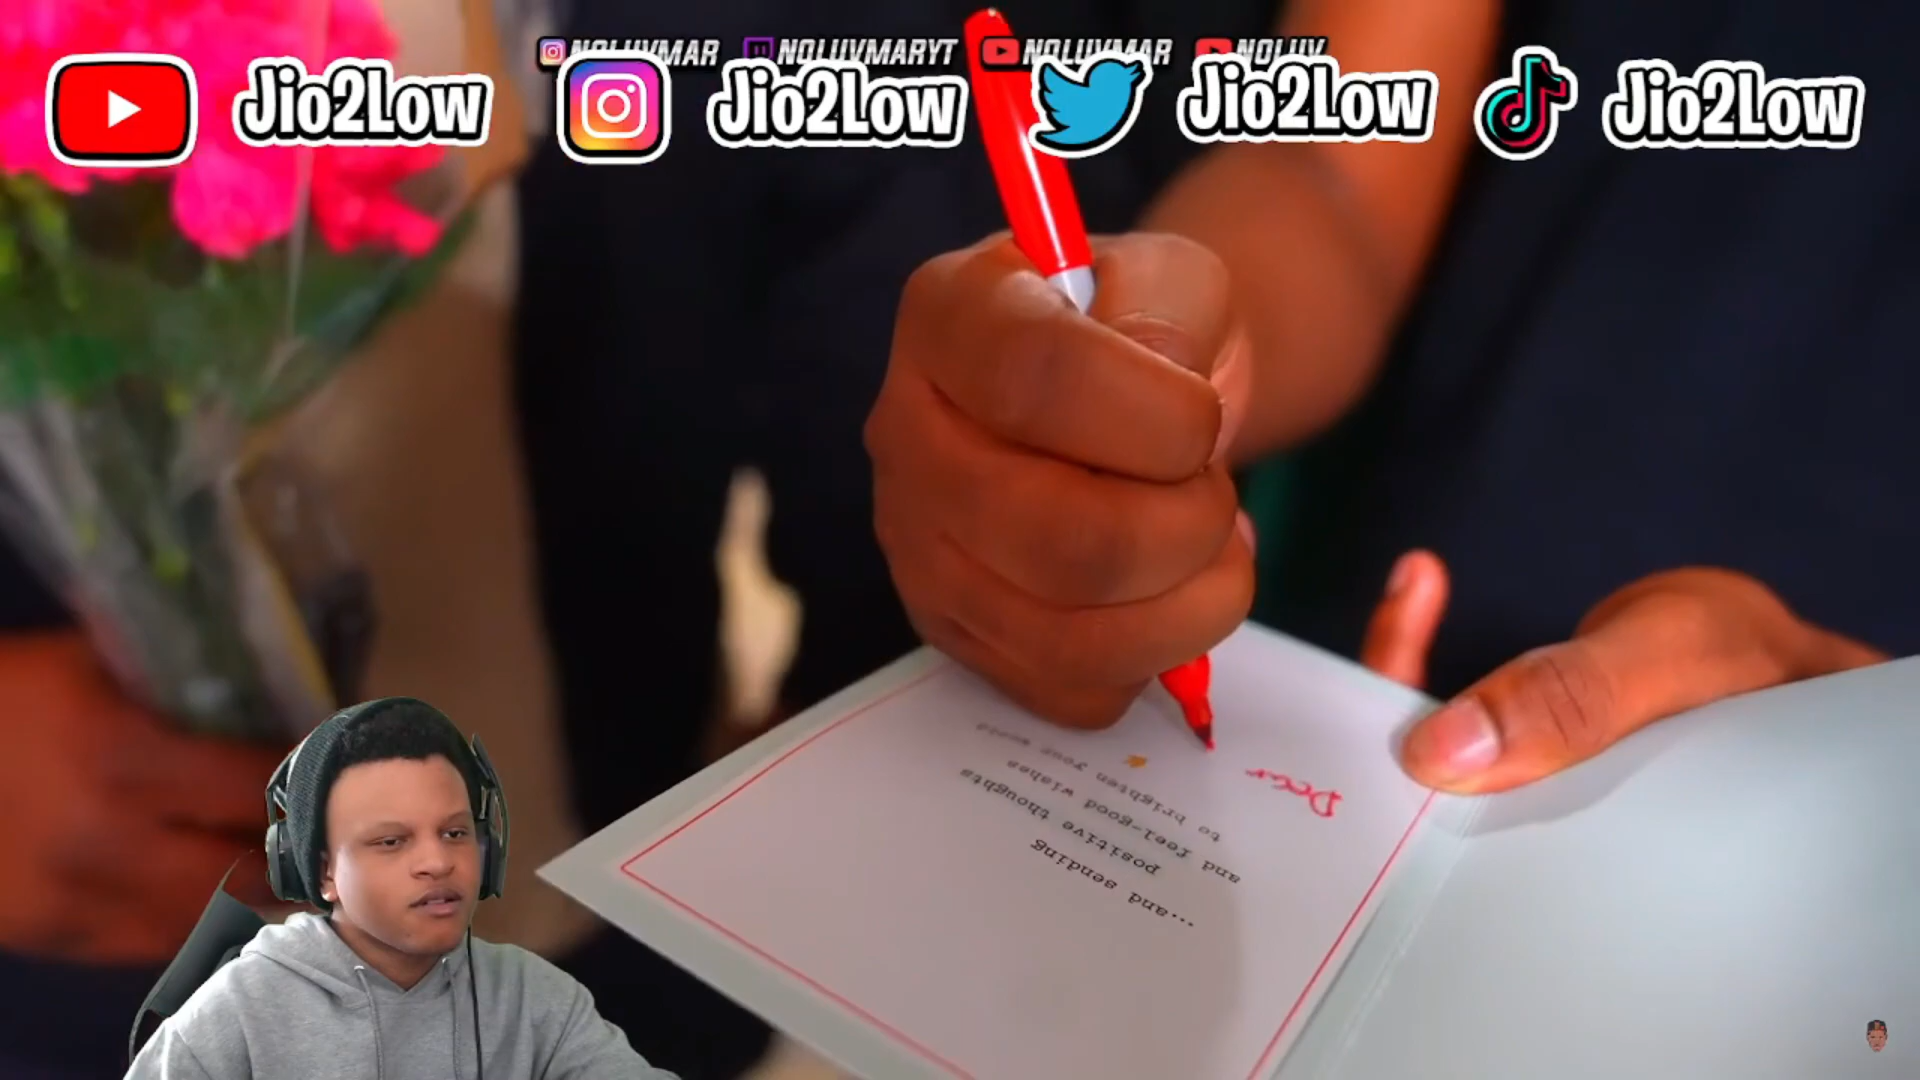 NOLUVMAR NOLUVMARYT NOLUVMAR NOLUV
Jio2Low Jio2Low Jio2Low Jio2Low
...and sending
positive thoughts
and feel-good wishes
to brighten your world
Dear